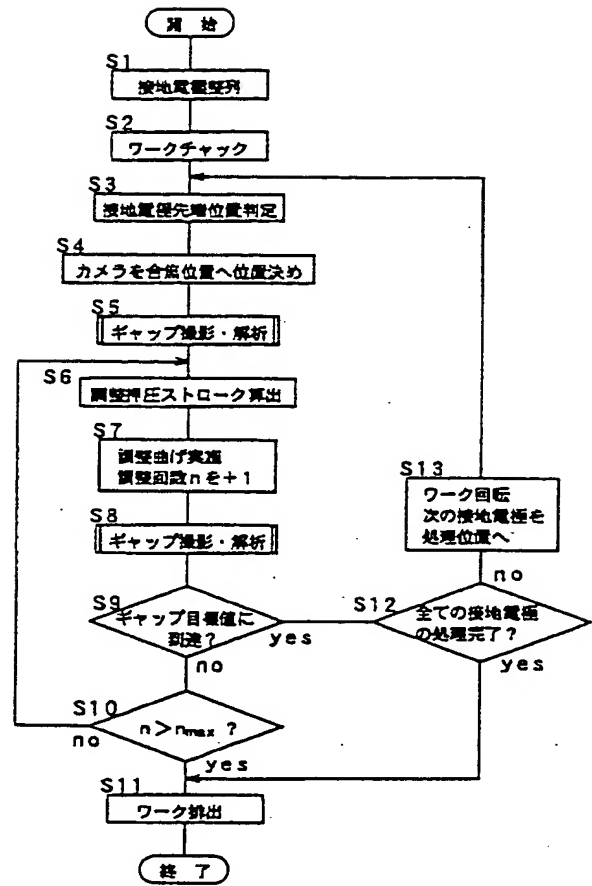 開 始
S1
接地電極整列
S2
ワークチャック
S3
接地電極先端位置判定
S4
カメラを合焦位置へ位置決め
S5
ギャップ撮影・解析
S6
調整押圧ストローク算出
S7
調整曲げ実施
調整回数nを+1
S8
ギャップ撮影・解析
S9
ギャップ目標値に
到達?
yes
no
S10
n>nmax ?
no
yes
S11
ワーク排出
終 了
S12
全ての接地電極
の処理完了?
no
yes
S13
ワーク回転
次の接地電極を
処理位置へ